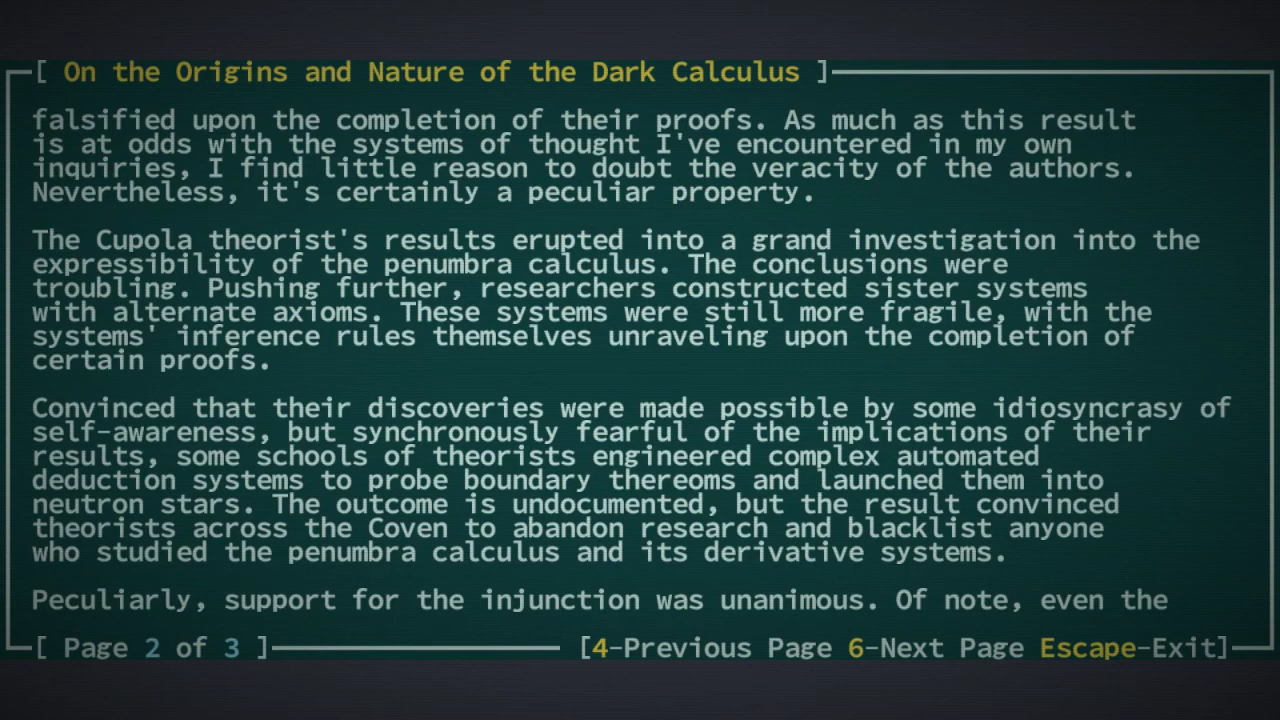 [ On the Origins and Nature of the Dark Calculus ]
falsified upon the completion of their proofs. As much as this result
is at odds with the systems of thought I've encountered in my own
inquiries, I find little reason to doubt the veracity of the authors.
Nevertheless, it's certainly a peculiar property.
The Cupola theorist's results erupted into a grand investigation into the
expressibility of the penumbra calculus. The conclusions were
troubling. Pushing further, researchers constructed sister systems
with alternate axioms. These systems were still more fragile, with the
systems' inference rules themselves unraveling upon the completion of
certain proofs.
Convinced that their discoveries were made possible by some idiosyncrasy of
self-awareness, but synchronously fearful of the implications of their
results, some schools of theorists engineered complex automated
deduction systems to probe boundary thereoms and launched them into
neutron stars. The outcome is undocumented, but the result convinced
theorists across the Coven to abandon research and blacklist anyone
who studied the penumbra calculus and its derivative systems.
Peculiarly, support for the injunction was unanimous. Of note, even the
[ Page 2 of 3 ] [4-Previous Page 6-Next Page Escape-Exit]